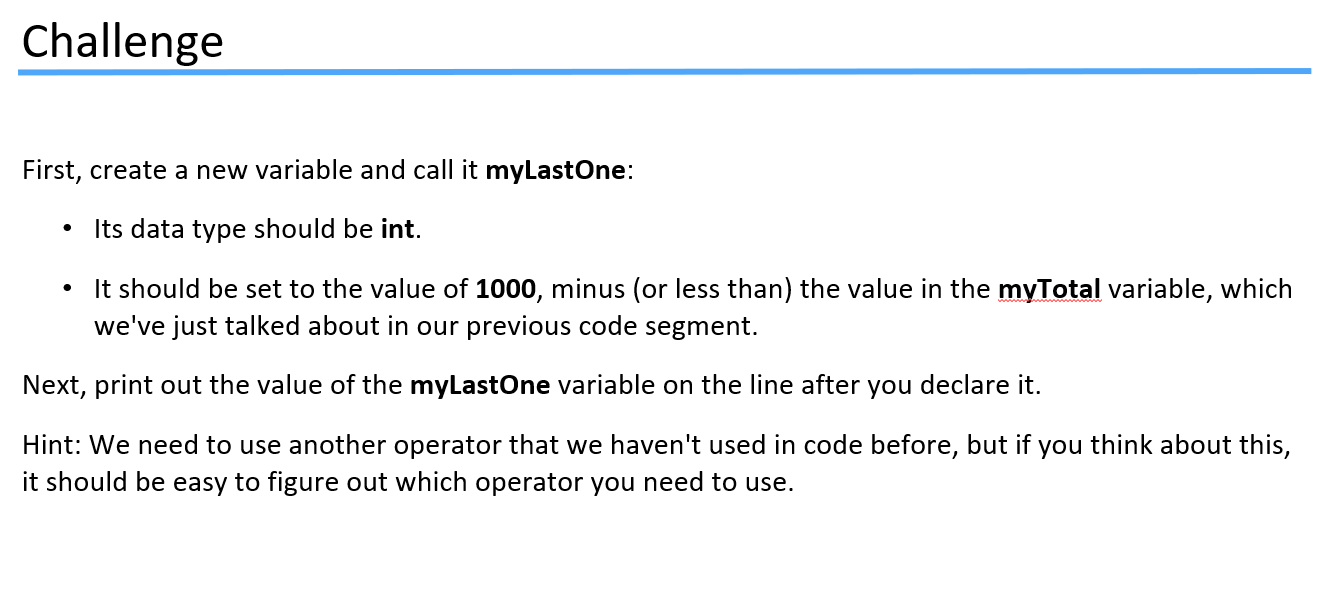 Challenge
First, create a new variable and call it myLastOne:
• Its data type should be int.
• It should be set to the value of 1000, minus (or less than) the value in the myTotal variable, which
we've just talked about in our previous code segment.
Next, print out the value of the myLastOne variable on the line after you declare it.
Hint: We need to use another operator that we haven't used in code before, but if you think about this,
it should be easy to figure out which operator you need to use.